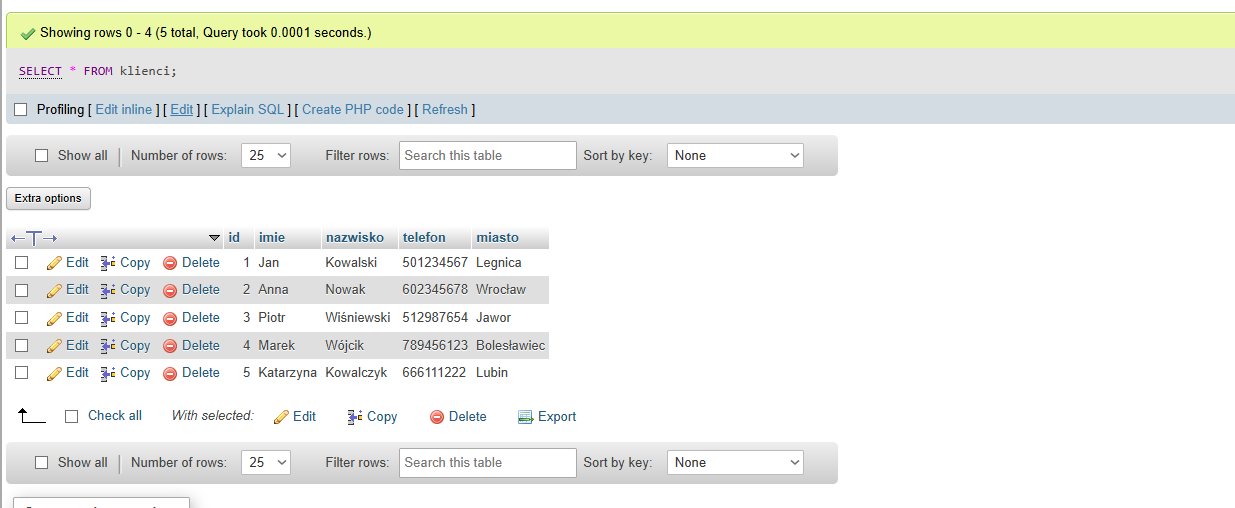 Showing rows 0 - 4 (5 total, Query took 0.0001 seconds.)
SELECT * FROM klienci;
Profiling [ Edit inline ] [ Edit ] [ Explain SQL ] [ Create PHP code ] [ Refresh ]
Show all Number of rows: 25 Filter rows: Search this table Sort by key: None
Extra options
id imie nazwisko telefon miasto
Edit Copy Delete 1 Jan Kowalski 501234567 Legnica
Edit Copy Delete 2 Anna Nowak 602345678 Wrocław
Edit Copy Delete 3 Piotr Wiśniewski 512987654 Jawor
Edit Copy Delete 4 Marek Wójcik 789456123 Bolesławiec
Edit Copy Delete 5 Katarzyna Kowalczyk 666111222 Lubin
Check all With selected: Edit Copy Delete Export
Show all Number of rows: 25 Filter rows: Search this table Sort by key: None